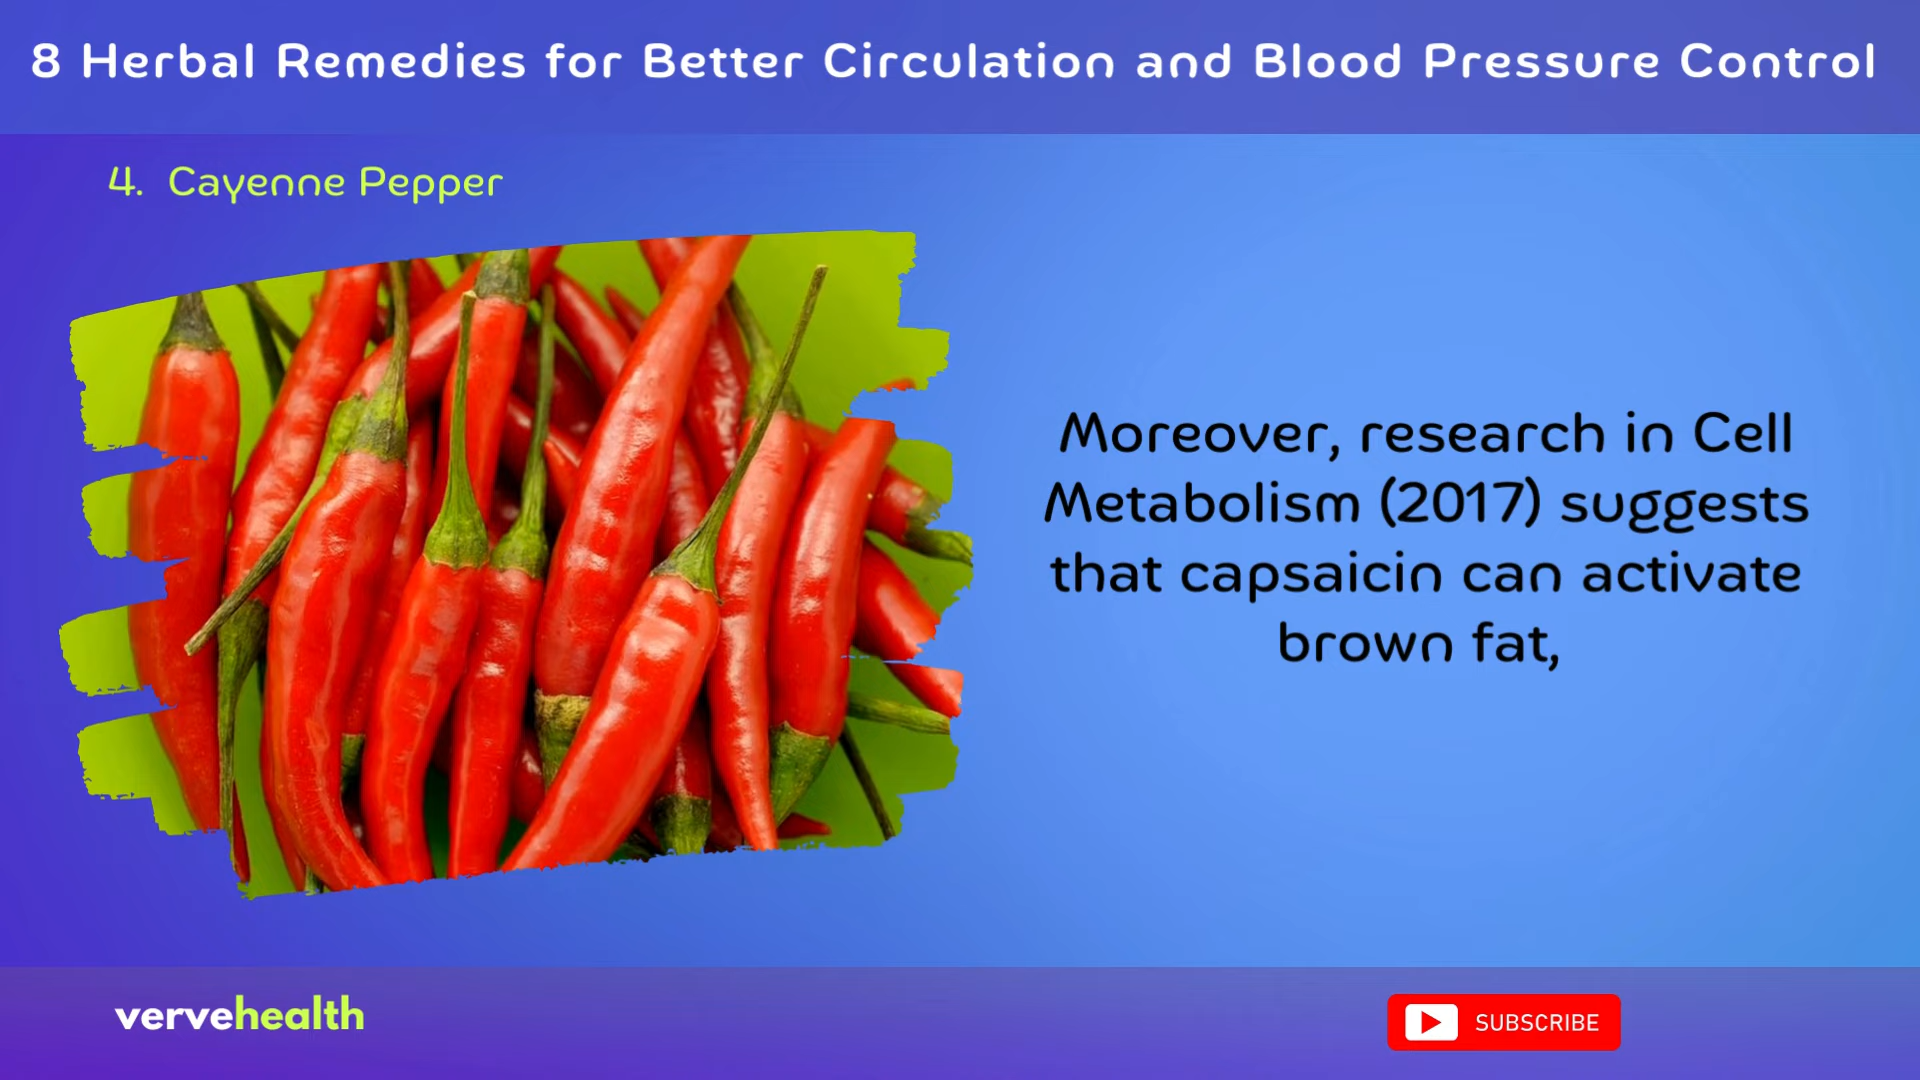 8 Herbal Remedies for Better Circulation and Blood Pressure Control
4. Cayenne Pepper
Moreover, research in Cell
Metabolism (2017) suggests
that capsaicin can activate
brown fat,
vervehealth
SUBSCRIBE